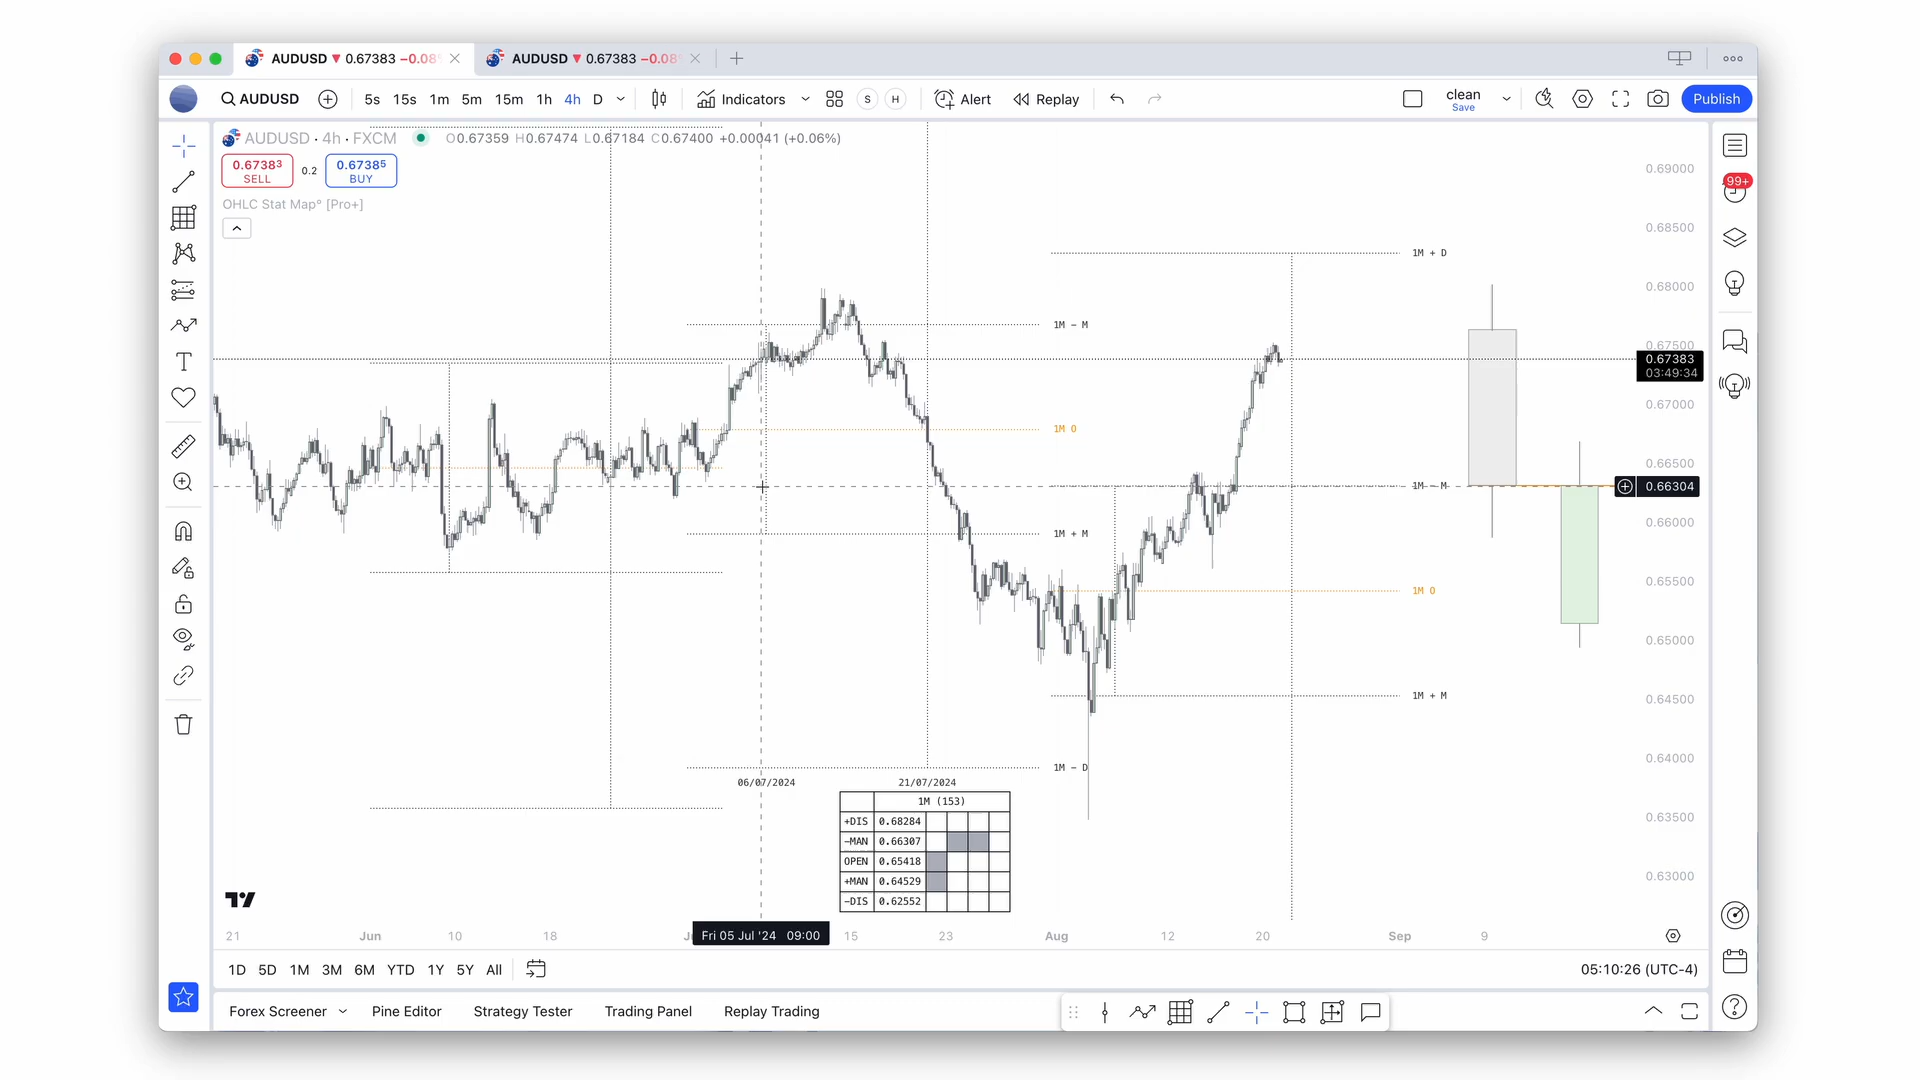 AUDUSD ▼ 0.67383 −0.08 AUDUSD ▼ 0.67383 −0.08
AUDUSD 5s 15s 1m 5m 15m 1h 4h D Indicators S H Alert Replay clean Save Publish
AUDUSD · 4h · FXCM O0.67359 H0.67474 L0.67184 C0.67400 +0.00041 (+0.06%)
0.67383 SELL 0.2 0.67385 BUY
OHLC Stat Map° [Pro+]
99+
0.69000
0.68500
1M + D
0.68000
1M − M
0.67500
0.67383
03:49:34
0.67000
1M O
0.66500
1M − M 0.66304
0.66000
1M + M
0.65500
1M O
0.65000
1M + M
0.64500
0.64000
1M − D
06/07/2024 21/07/2024
1M (153)
0.63500
+DIS 0.68284
−MAN 0.66307
OPEN 0.65418
+MAN 0.64529
−DIS 0.62552
0.63000
21 Jun 10 18 Fri 05 Jul '24 09:00 15 23 Aug 12 20 Sep 9
1D 5D 1M 3M 6M YTD 1Y 5Y All 05:10:26 (UTC-4)
Forex Screener Pine Editor Strategy Tester Trading Panel Replay Trading